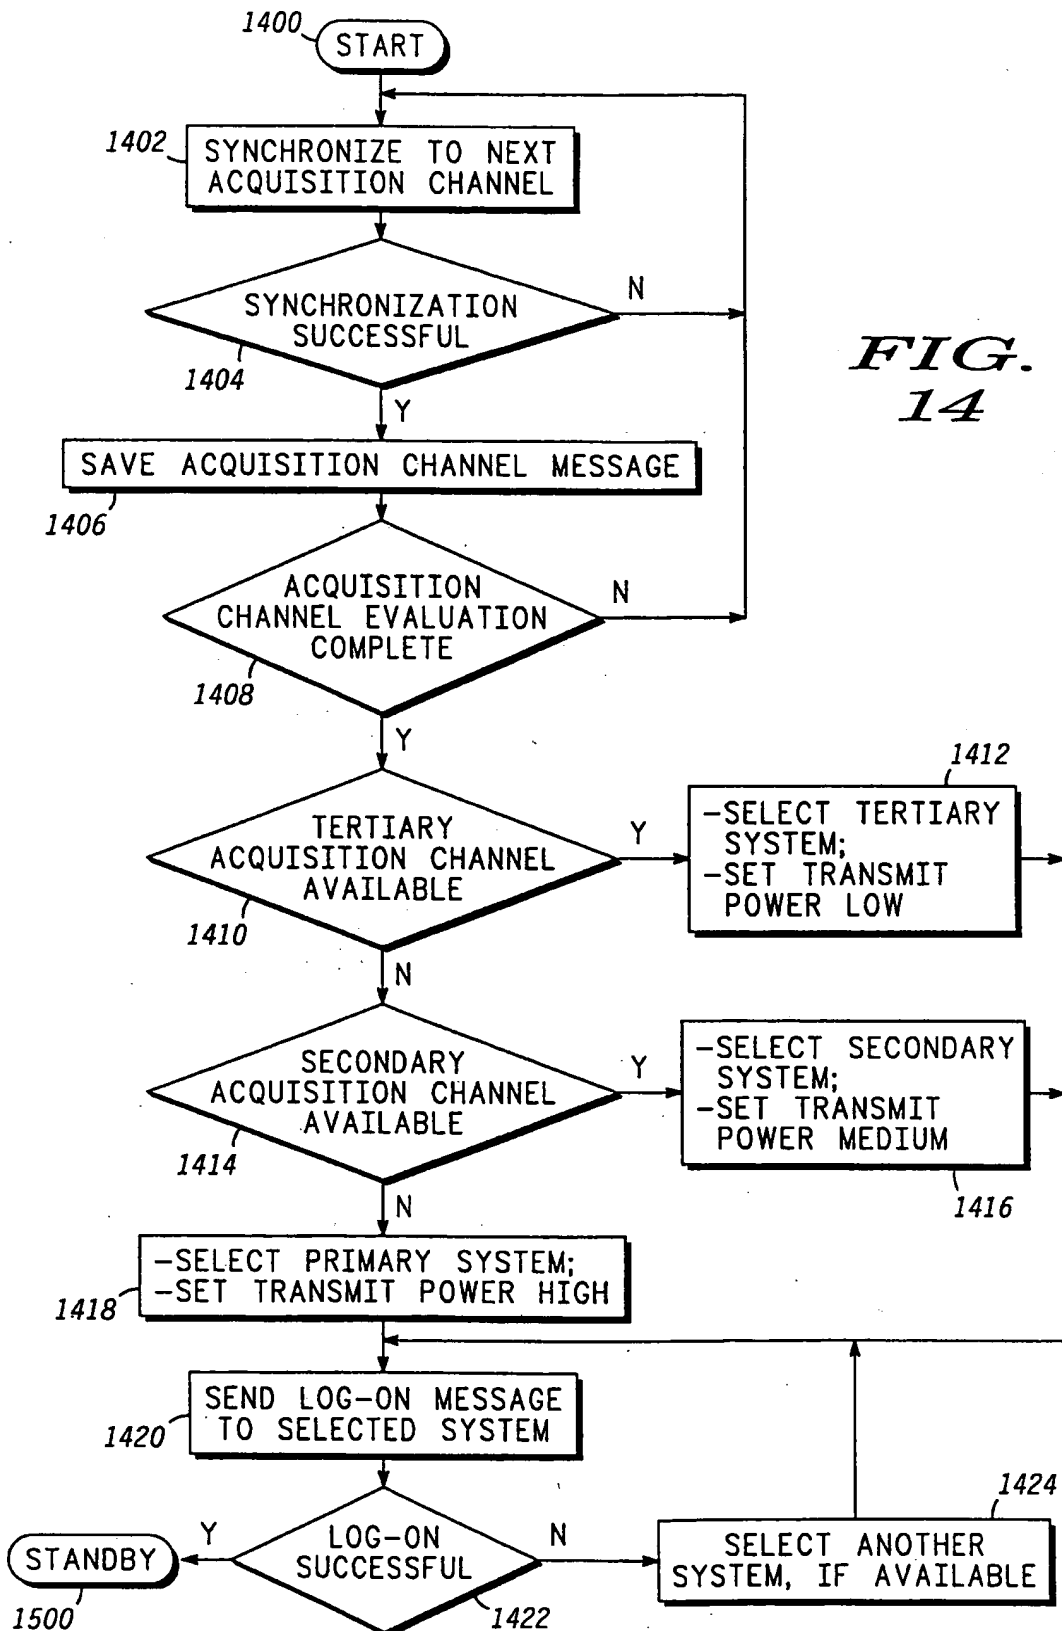 1400
START
1402
SYNCHRONIZE TO NEXT
ACQUISITION CHANNEL
SYNCHRONIZATION
SUCCESSFUL
N
1404
Y
FIG.
14
SAVE ACQUISITION CHANNEL MESSAGE
1406
ACQUISITION
CHANNEL EVALUATION
COMPLETE
N
1408
Y
TERTIARY
ACQUISITION CHANNEL
AVAILABLE
Y
1410
N
1412
-SELECT TERTIARY
SYSTEM;
-SET TRANSMIT
POWER LOW
SECONDARY
ACQUISITION CHANNEL
AVAILABLE
Y
1414
N
-SELECT SECONDARY
SYSTEM;
-SET TRANSMIT
POWER MEDIUM
1416
-SELECT PRIMARY SYSTEM;
-SET TRANSMIT POWER HIGH
1418
SEND LOG-ON MESSAGE
TO SELECTED SYSTEM
1420
LOG-ON
SUCCESSFUL
Y
N
1422
STANDBY
1500
1424
SELECT ANOTHER
SYSTEM, IF AVAILABLE